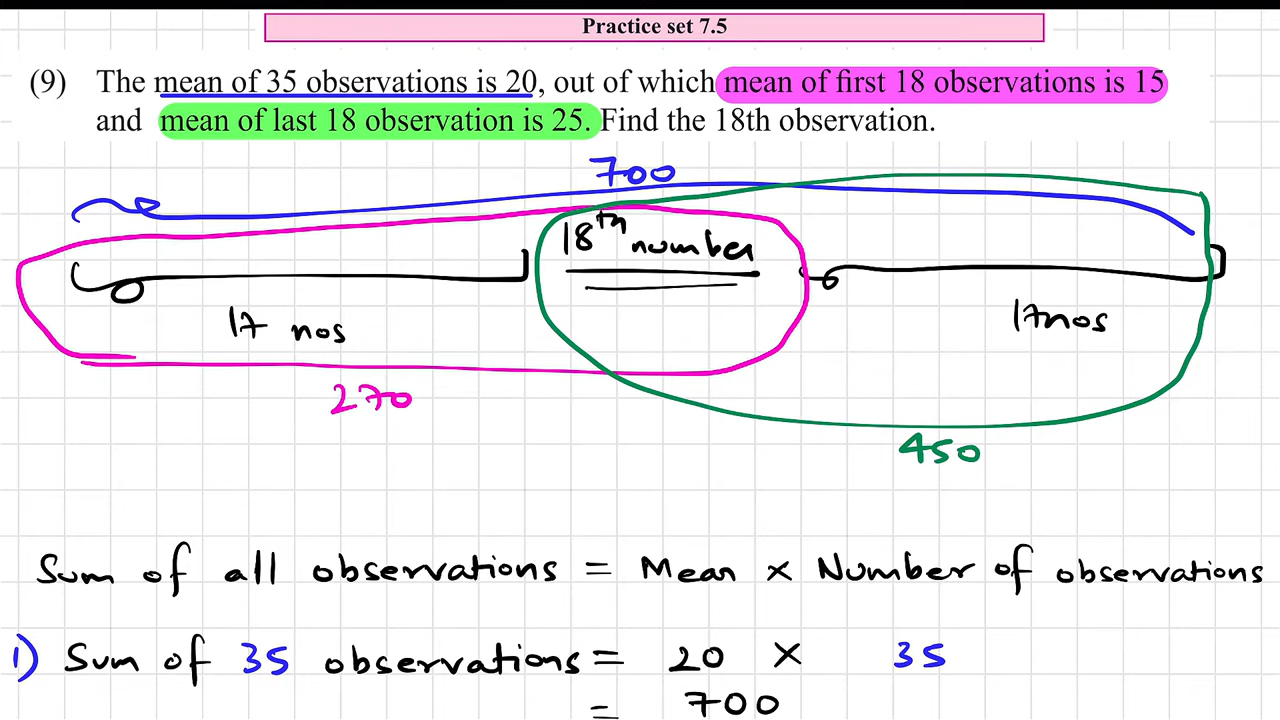 Practice set 7.5
(9) The mean of 35 observations is 20, out of which mean of first 18 observations is 15
and mean of last 18 observation is 25. Find the 18th observation.
700
18th number
17 nos
17nos
270
450
Sum of all observations = Mean × Number of observations
1) Sum of 35 observations = 20 × 35
= 700